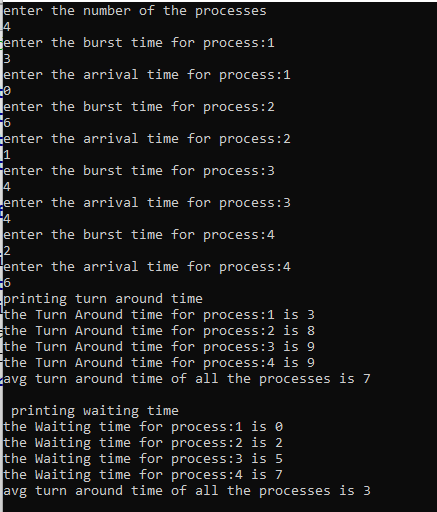 enter the number of the processes
4
enter the burst time for process:1
3
enter the arrival time for process:1
0
enter the burst time for process:2
6
enter the arrival time for process:2
1
enter the burst time for process:3
4
enter the arrival time for process:3
4
enter the burst time for process:4
2
enter the arrival time for process:4
6
printing turn around time
the Turn Around time for process:1 is 3
the Turn Around time for process:2 is 8
the Turn Around time for process:3 is 9
the Turn Around time for process:4 is 9
avg turn around time of all the processes is 7
printing waiting time
the Waiting time for process:1 is 0
the Waiting time for process:2 is 2
the Waiting time for process:3 is 5
the Waiting time for process:4 is 7
avg turn around time of all the processes is 3